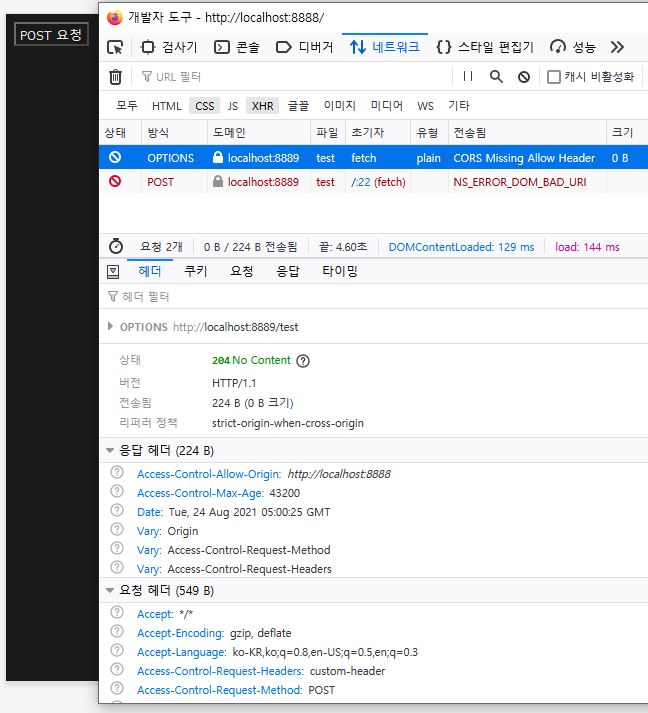 개발자 도구 - http://localhost:8888/
POST 요청
검사기 콘솔 디버거 네트워크 스타일 편집기 성능
URL 필터 캐시 비활성화
모두 HTML CSS JS XHR 글꼴 이미지 미디어 WS 기타
상태 방식 도메인 파일 초기자 유형 전송됨 크기
OPTIONS localhost:8889 test fetch plain CORS Missing Allow Header 0 B
POST localhost:8889 test /:22 (fetch) NS_ERROR_DOM_BAD_URI
요청 2개 0 B / 224 B 전송됨 끝: 4.60초 DOMContentLoaded: 129 ms load: 144 ms
헤더 쿠키 요청 응답 타이밍
헤더 필터
OPTIONS http://localhost:8889/test
상태 204 No Content
버전 HTTP/1.1
전송됨 224 B (0 B 크기)
리퍼러 정책 strict-origin-when-cross-origin
응답 헤더 (224 B)
Access-Control-Allow-Origin: http://localhost:8888
Access-Control-Max-Age: 43200
Date: Tue, 24 Aug 2021 05:00:25 GMT
Vary: Origin
Vary: Access-Control-Request-Method
Vary: Access-Control-Request-Headers
요청 헤더 (549 B)
Accept: */*
Accept-Encoding: gzip, deflate
Accept-Language: ko-KR,ko;q=0.8,en-US;q=0.5,en;q=0.3
Access-Control-Request-Headers: custom-header
Access-Control-Request-Method: POST